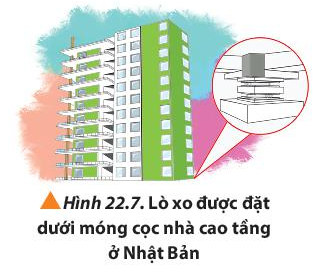 ▲Hình 22.7. Lò xo được đặt
dưới móng cọc nhà cao tầng
ở Nhật Bản